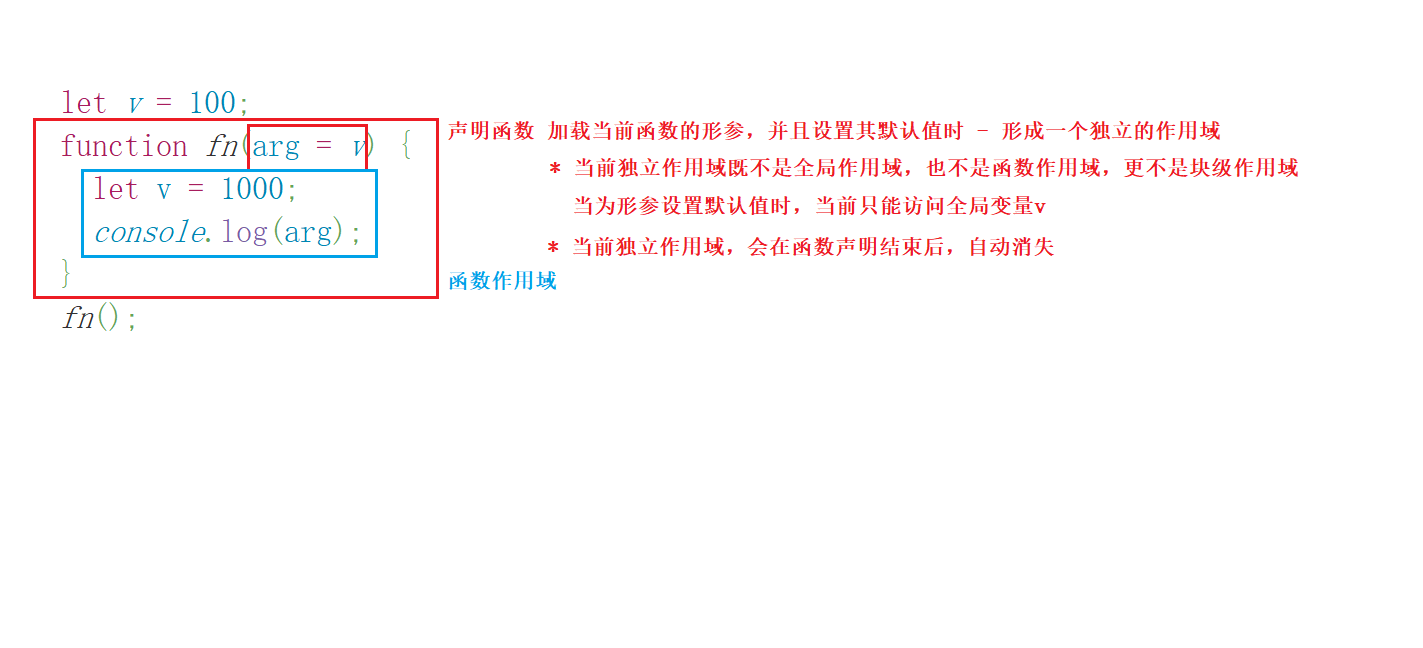 let v = 100;
function fn(arg = v) {
声明函数 加载当前函数的形参，并且设置其默认值时 - 形成一个独立的作用域
* 当前独立作用域既不是全局作用域，也不是函数作用域，更不是块级作用域
let v = 1000;
当为形参设置默认值时，当前只能访问全局变量v
console.log(arg);
* 当前独立作用域，会在函数声明结束后，自动消失
}
函数作用域
fn();